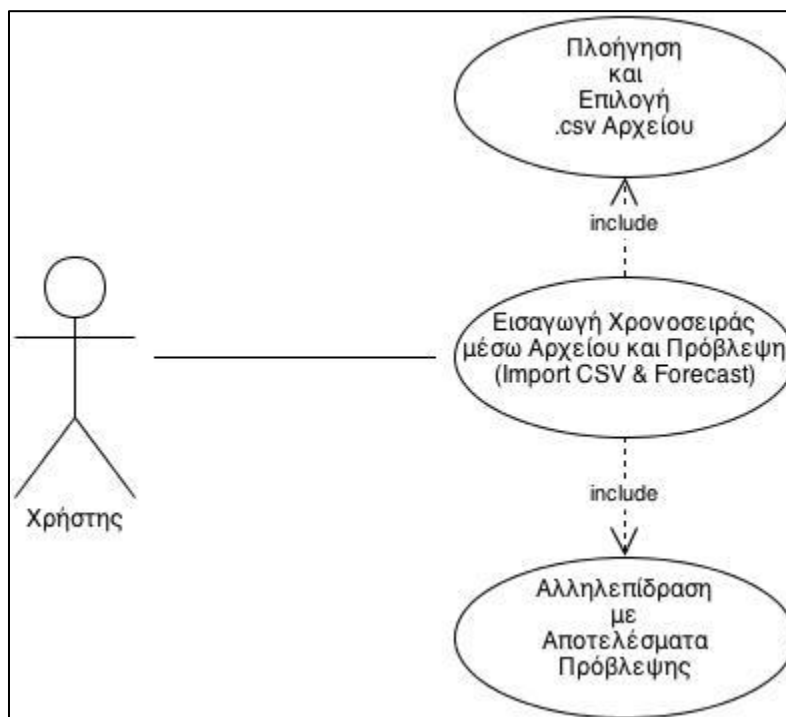 Πλοήγηση
και
Επιλογή
.csv Αρχείου
include
Εισαγωγή Χρονοσειράς
μέσω Αρχείου και Πρόβλεψη
(Import CSV & Forecast)
include
Χρήστης
Αλληλεπίδραση
με
Αποτελέσματα
Πρόβλεψης